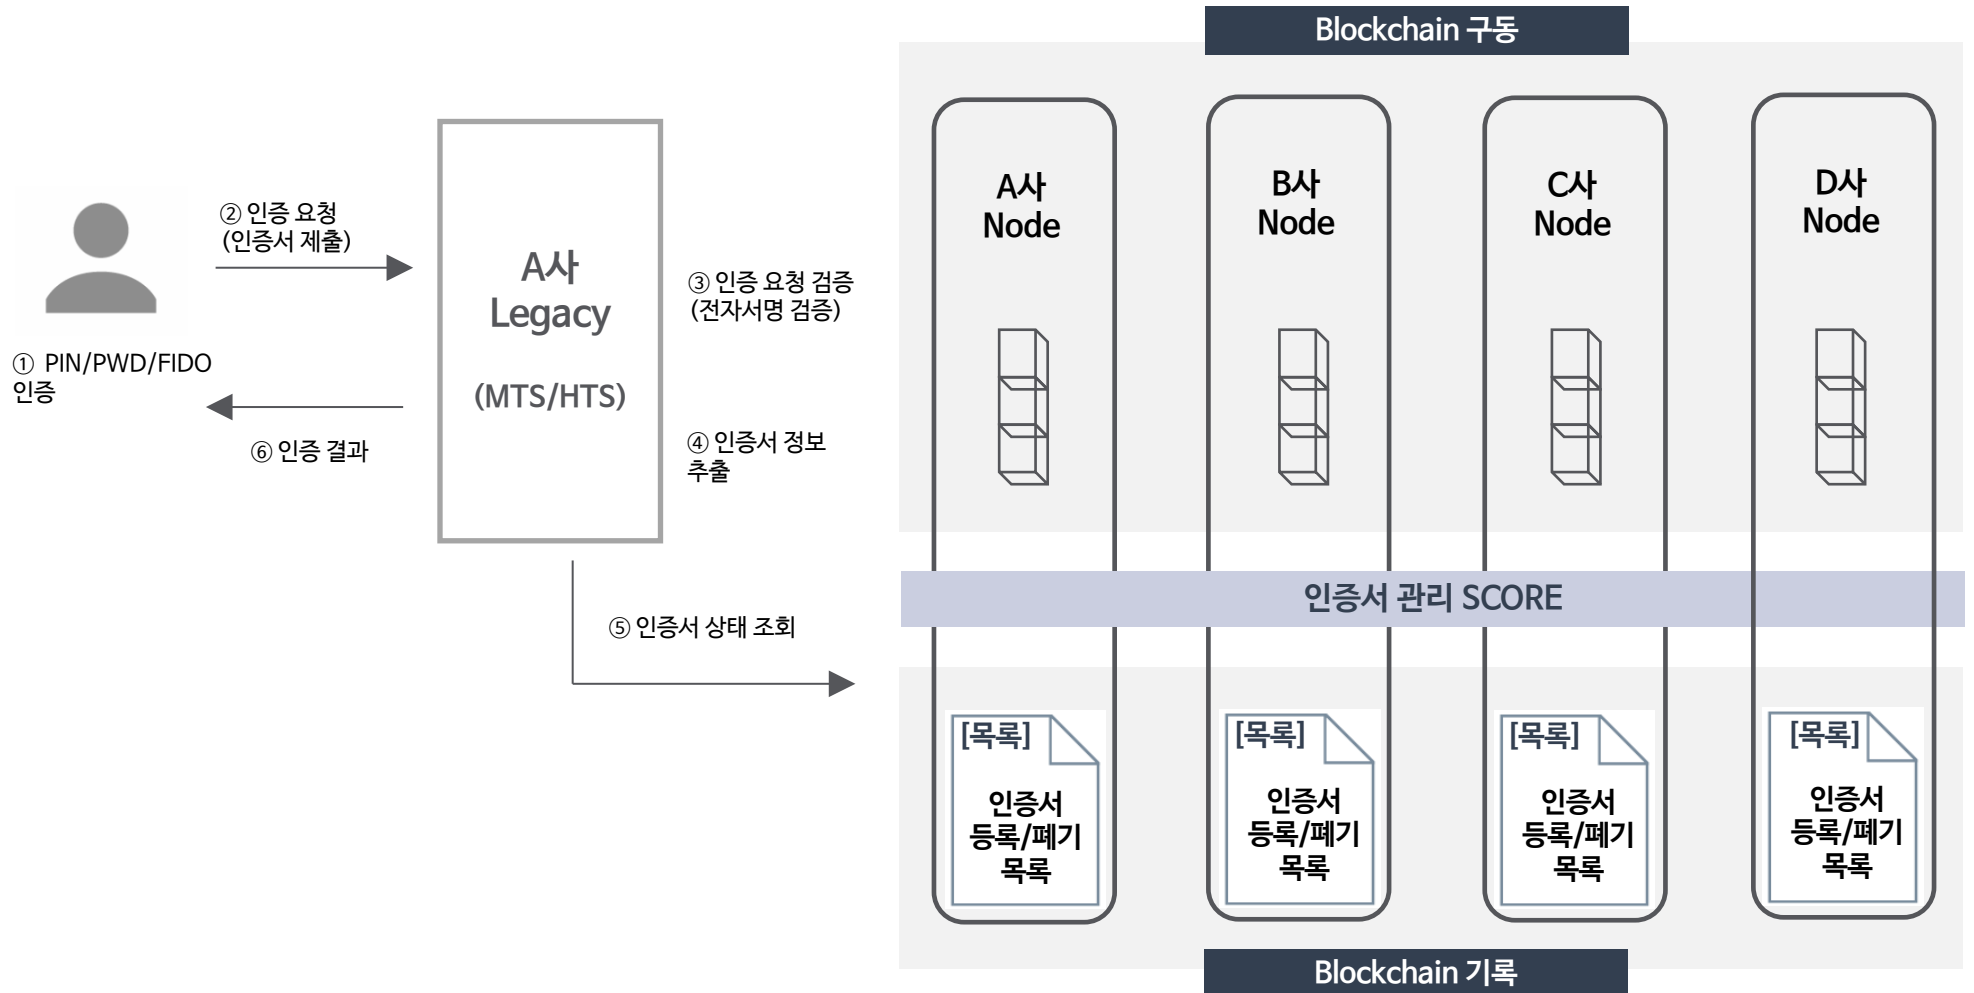 Blockchain 구동
② 인증 요청
(인증서 제출)
① PIN/PWD/FIDO
인증
⑥ 인증 결과
A사
Legacy
(MTS/HTS)
③ 인증 요청 검증
(전자서명 검증)
④ 인증서 정보
추출
⑤ 인증서 상태 조회
A사
Node
B사
Node
C사
Node
D사
Node
인증서 관리 SCORE
[목록]
인증서
등록/폐기
목록
[목록]
인증서
등록/폐기
목록
[목록]
인증서
등록/폐기
목록
[목록]
인증서
등록/폐기
목록
Blockchain 기록